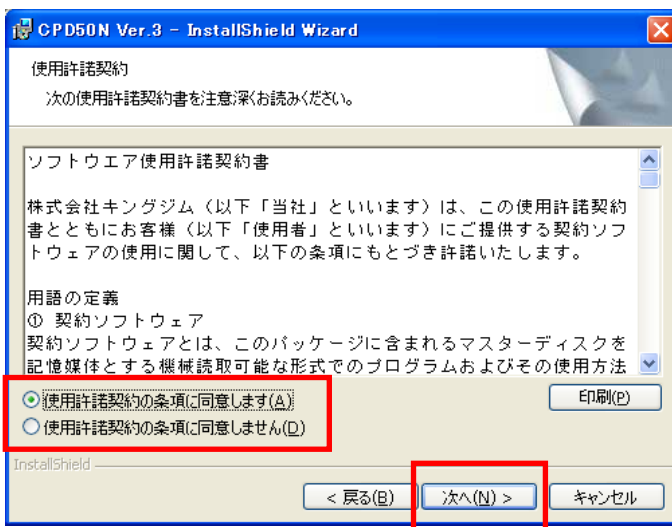 CPD50N Ver.3 - InstallShield Wizard
使用許諾契約
次の使用許諾契約書を注意深くお読みください。
ソフトウエア使用許諾契約書
株式会社キングジム（以下「当社」といいます）は、この使用許諾契約
書とともにお客様（以下「使用者」といいます）にご提供する契約ソフ
トウェアの使用に関して、以下の条項にもとづき許諾いたします。
用語の定義
① 契約ソフトウェア
契約ソフトウェアとは、このパッケージに含まれるマスターディスクを
記憶媒体とする機械読取可能な形式でのプログラムおよびその使用方法
使用許諾契約の条項に同意します(A)
印刷(P)
使用許諾契約の条項に同意しません(D)
InstallShield
< 戻る(B)
次へ(N) >
キャンセル